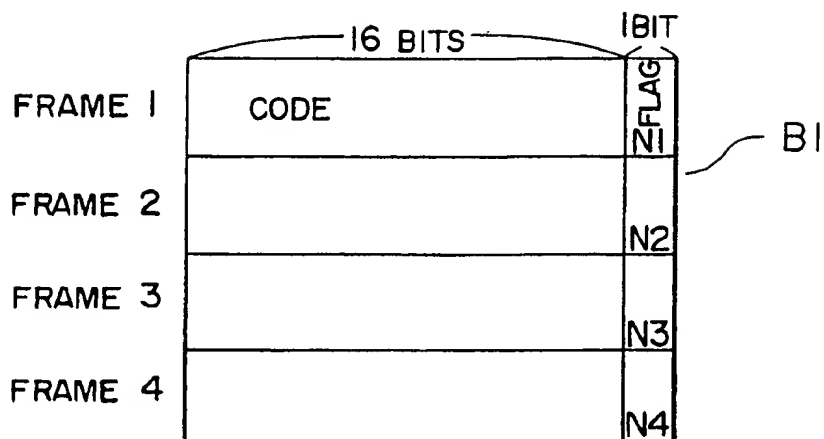 16 BITS 1BIT
FRAME 1 CODE FLAG N1
B1
FRAME 2 N2
FRAME 3 N3
FRAME 4 N4